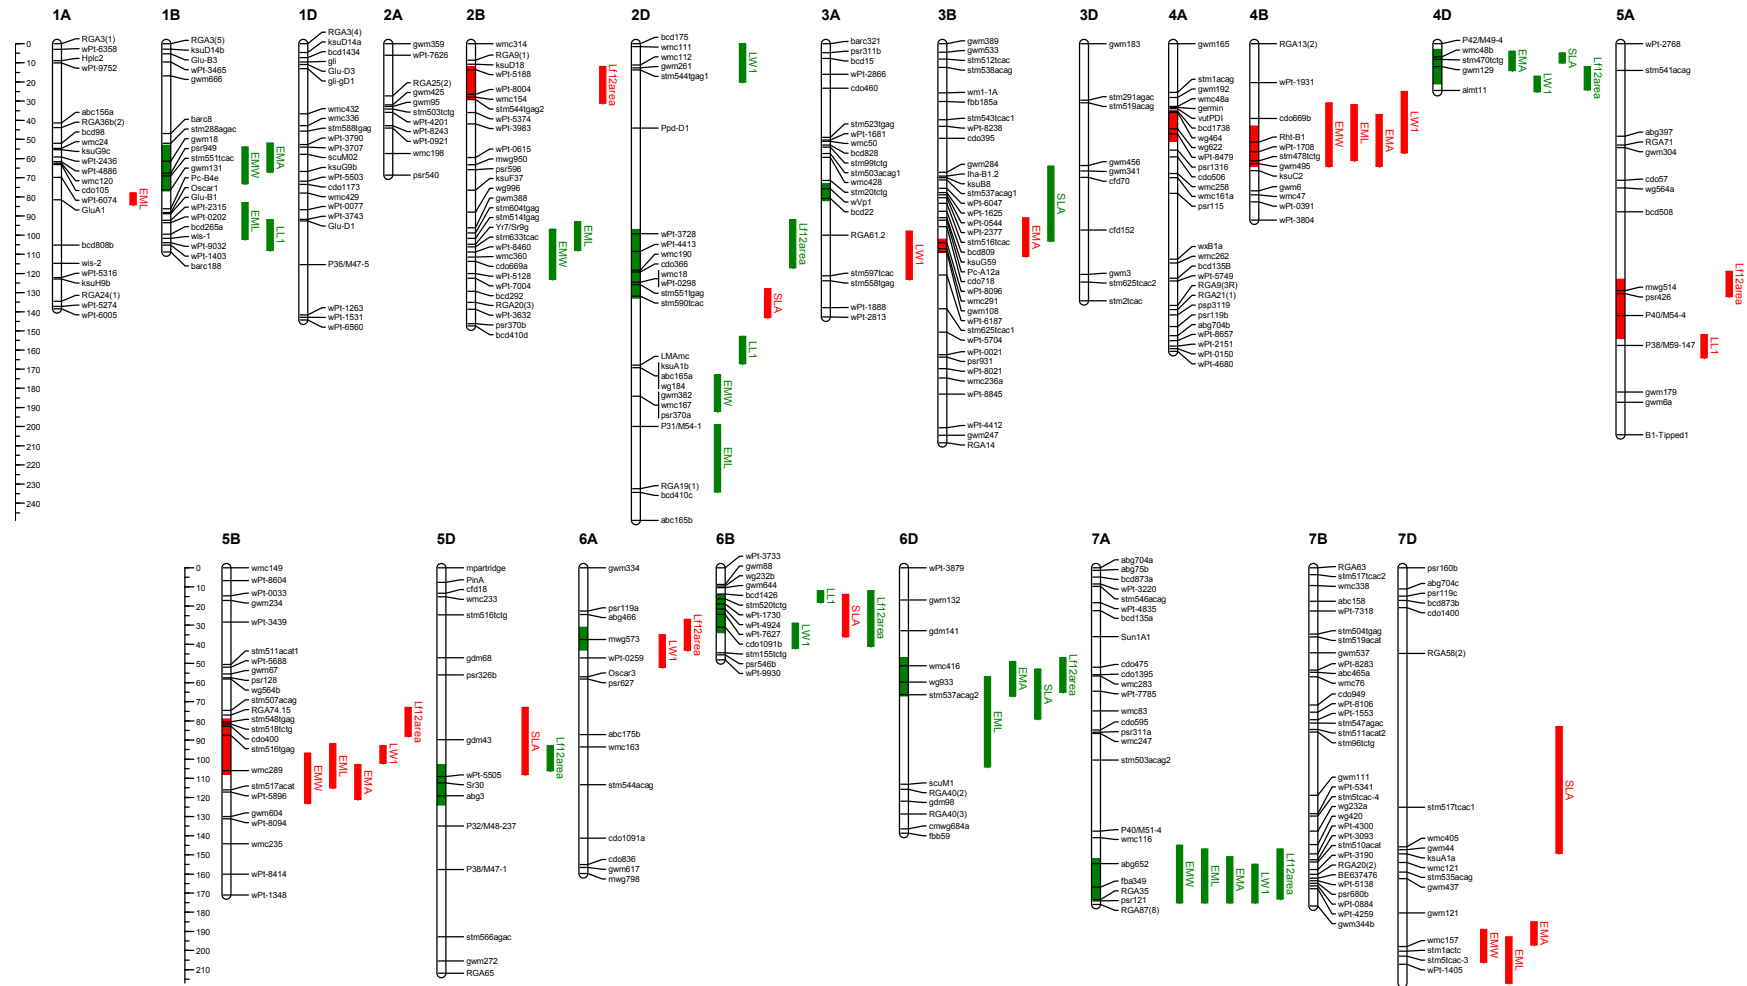 1A
RGA3(1)
wPt-6358
Hplc2
wPt-9752
abc156a
RGA36b(2)
bcd98
wmc24
ksuG9c
wPt-2436
wPt-4886
wmc120
cdo105
wPt-6074
GluA1
bcd808b
wis-2
wPt-5316
ksuH9b
RGA24(1)
wPt-5274
wPt-6005
EML
0
10
20
30
40
50
60
70
80
90
100
110
120
130
140
150
160
170
180
190
200
210
220
230
240
1B
RGA3(5)
ksuD14b
Glu-B3
wPt-3465
gwm666
barc8
stm288agac
gwm18
psr949
stm551tcac
gwm131
Pc-B4e
Oscar1
Glu-B1
wPt-2315
wPt-0202
bcd265a
wis-1
wPt-9032
wPt-1403
barc188
EMW
EMA
EML
LL1
1D
RGA3(4)
ksuD14a
bcd1434
gli
Glu-D3
gli-gD1
wmc432
wmc336
stm588tgag
wPt-3790
wPt-3707
scuM02
ksuG9b
wPt-5503
cdo1173
wmc429
wPt-0077
wPt-3743
Glu-D1
P36/M47-5
wPt-1263
wPt-1531
wPt-6560
2A
gwm359
wPt-7626
RGA25(2)
gwm425
gwm95
stm503tctg
wPt-4201
wPt-8243
wPt-0921
wmc198
psr540
2B
wmc314
RGA9(1)
ksuD18
wPt-5188
wPt-8004
wmc154
stm544tgag2
wPt-5374
wPt-3983
wPt-0615
mwg950
psr596
ksuF37
wg996
gwm388
stm604tgag
stm514tgag
Yr7/Sr9g
stm633tcac
wPt-8460
wmc360
cdo669a
wPt-5128
wPt-7004
bcd292
RGA20(3)
wPt-3632
psr370b
bcd410d
Lf12area
EMW
EML
2D
bcd175
wmc111
wmc112
gwm261
stm544tgag1
Ppd-D1
wPt-3728
wPt-4413
wmc190
cdo366
wmc18
wPt-0298
stm551tgag
stm590tcac
LMAmc
ksuA1b
abc165a
wg184
gwm382
wmc167
psr370a
P31/M54-1
RGA19(1)
bcd410c
abc165b
LW1
Lf12area
SLA
LL1
EMW
EML
3A
barc321
psr311b
bcd15
wPt-2866
cdo460
stm523tgag
wPt-1681
wmc50
bcd828
stm99tctg
stm503acag1
wmc428
stm20tctg
wVp1
bcd22
RGA61.2
stm597tcac
stm558tgag
wPt-1888
wPt-2813
LW1
3B
gwm389
gwm533
stm512tcac
stm538acag
wm1-1A
fbb185a
stm543tcac1
wPt-8238
cdo395
gwm284
lha-B1.2
ksuB8
stm537acag1
wPt-6047
wPt-1625
wPt-0544
wPt-2377
stm516tcac
bcd809
ksuG59
Pc-A12a
cdo718
wPt-8096
wmc291
gwm108
wPt-6187
stm625tcac1
wPt-5704
wPt-0021
psr931
wPt-8021
wmc236a
wPt-8845
wPt-4412
gwm247
RGA14
EMA
SLA
3D
gwm183
stm291agac
stm519acag
gwm456
gwm341
cfd70
cfd152
gwm3
stm625tcac2
stm2tcac
4A
gwm165
stm1acag
gwm192
wmc48a
germin
vutPDI
bcd1738
wg464
wg622
wPt-8479
psr1316
cdo506
wmc258
wmc161a
psr115
wxB1a
wmc262
bcd135B
wPt-5749
RGA9(3R)
RGA21(1)
psp3119
psr119b
abg704b
wPt-8657
wPt-2151
wPt-0150
wPt-4680
4B
RGA13(2)
wPt-1931
cdo669b
Rht-B1
wPt-1708
stm478tctg
gwm495
ksuC2
gwm6
wmc47
wPt-0391
wPt-3804
EMW
EML
EMA
LW1
4D
P42/M49-4
wmc48b
stm470tctg
gwm129
almt11
EMA
LW1
SLA
Lf12area
5A
wPt-2768
stm541acag
abg397
RGA71
gwm304
cdo57
wg564a
bcd508
mwg514
psr426
P40/M54-4
P38/M59-147
gwm179
gwm6a
B1-Tipped1
LL1
Lf12area
0
10
20
30
40
50
60
70
80
90
100
110
120
130
140
150
160
170
180
190
200
210
5B
wmc149
wPt-8604
wPt-0033
gwm234
wPt-3439
stm511acat1
wPt-5688
gwm67
psr128
wg564b
stm507acag
RGA74.15
stm548tgag
stm518tctg
cdo400
stm516tgag
wmc289
stm517acat
wPt-5896
gwm604
wPt-8094
wmc235
wPt-8414
wPt-1348
EMW
EML
EMA
LW1
Lf12area
5D
mpartridge
PinA
cfd18
wmc233
stm516tctg
gdm68
psr326b
gdm43
wPt-5505
Sr30
abg3
P32/M48-237
P38/M47-1
stm566agac
gwm272
RGA65
SLA
Lf12area
6A
gwm334
psr119a
abg466
mwg573
wPt-0259
Oscar3
psr627
abc175b
wmc163
stm544acag
cdo1091a
cdo836
gwm617
mwg798
LW1
Lf12area
6B
wPt-3733
gwm88
wg232b
gwm644
bcd1426
stm520tctg
wPt-1730
wPt-4924
wPt-7627
cdo1091b
stm155tctg
psr546b
wPt-9930
LW1
LL1
SLA
Lf12area
6D
wPt-3879
gwm132
gdm141
wmc416
wg933
stm537acag2
scuM1
RGA40(2)
gdm98
RGA40(3)
cmwg684a
fbb59
EML
EMA
SLA
Lf12area
7A
abg704a
abg75b
bcd873a
wPt-3220
stm546acag
wPt-4835
bcd135a
Sun1A1
cdo475
cdo1395
wmc283
wPt-7785
wmc83
cdo595
psr311a
wmc247
stm503acag2
P40/M51-4
wmc116
abg652
fba349
RGA35
psr121
RGA87(8)
EMW
EML
EMA
LW1
Lf12area
7B
RGA63
stm517tcac2
wmc338
abc158
wPt-7318
stm504tgag
stm519acat
gwm537
wPt-8283
abc465a
wmc76
cdo949
wPt-8106
wPt-1553
stm547agac
stm511acat2
stm96tctg
gwm111
wPt-5341
stm5tcac-4
wg232a
wg420
wPt-4300
wPt-3093
stm510acat
wPt-3190
RGA20(2)
BE637476
wPt-5138
psr680b
wPt-0884
wPt-4259
gwm344b
7D
psr160b
abg704c
psr119c
bcd873b
cdo1400
RGA58(2)
stm517tcac1
wmc405
gwm44
ksuA1a
wmc121
stm535acag
gwm437
gwm121
wmc157
stm1actc
stm5tcac-3
wPt-1405
EMW
EML
EMA
SLA